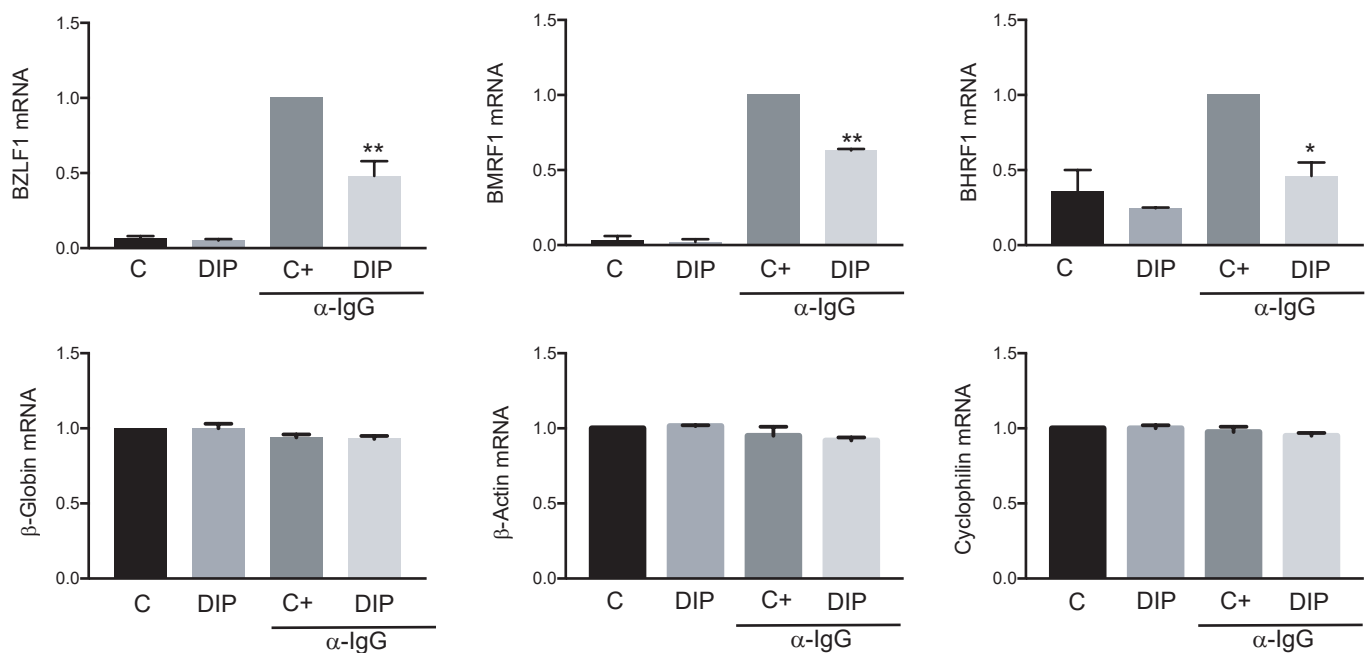 BZLF1 mRNA
1.5
1.0
0.5
0.0
**
C DIP C+ DIP
α-IgG
BMRF1 mRNA
1.5
1.0
0.5
0.0
**
C DIP C+ DIP
α-IgG
BHRF1 mRNA
1.5
1.0
0.5
0.0
*
C DIP C+ DIP
α-IgG
β-Globin mRNA
1.5
1.0
0.5
0.0
C DIP C+ DIP
α-IgG
β-Actin mRNA
1.5
1.0
0.5
0.0
C DIP C+ DIP
α-IgG
Cyclophilin mRNA
1.5
1.0
0.5
0.0
C DIP C+ DIP
α-IgG